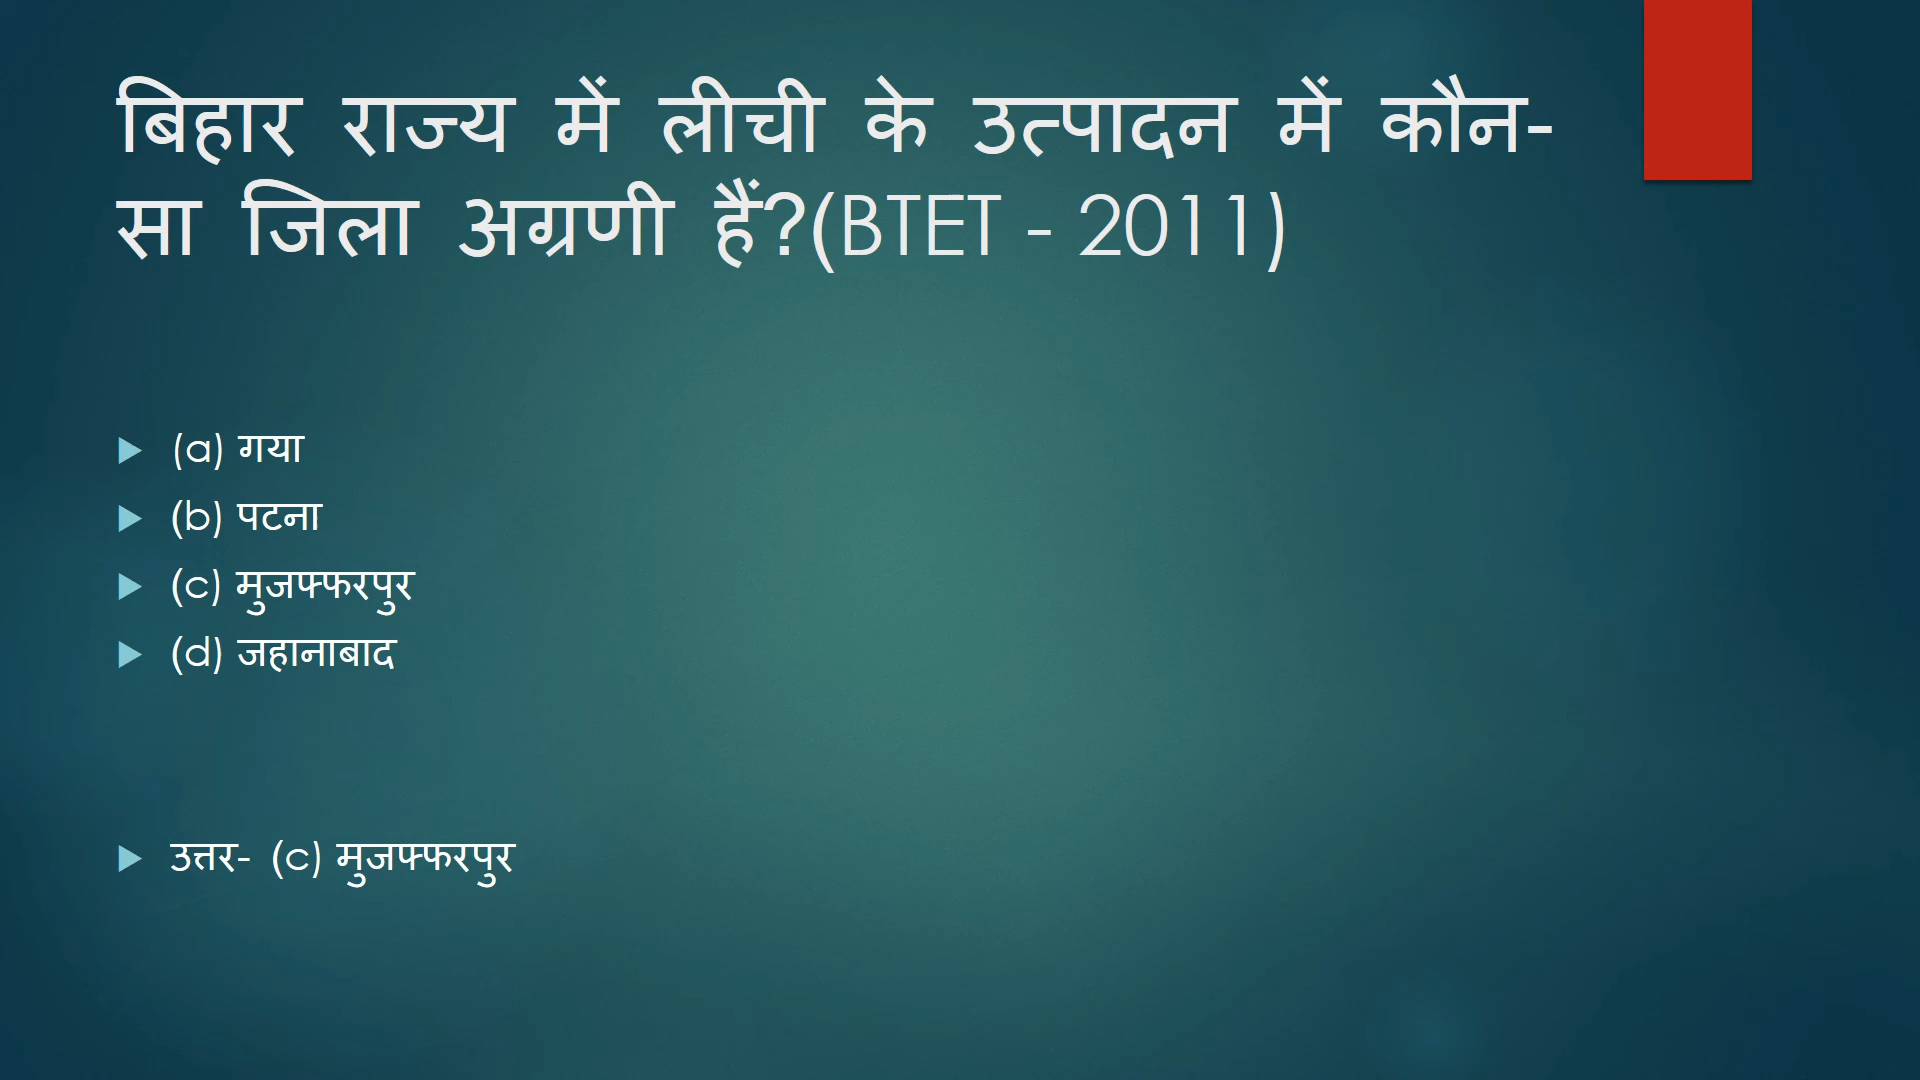 बिहार राज्य में लीची के उत्पादन में कौन-
सा जिला अग्रणी हैं?(BTET - 2011)
(a) गया
(b) पटना
(c) मुजफ्फरपुर
(d) जहानाबाद
उत्तर- (c) मुजफ्फरपुर